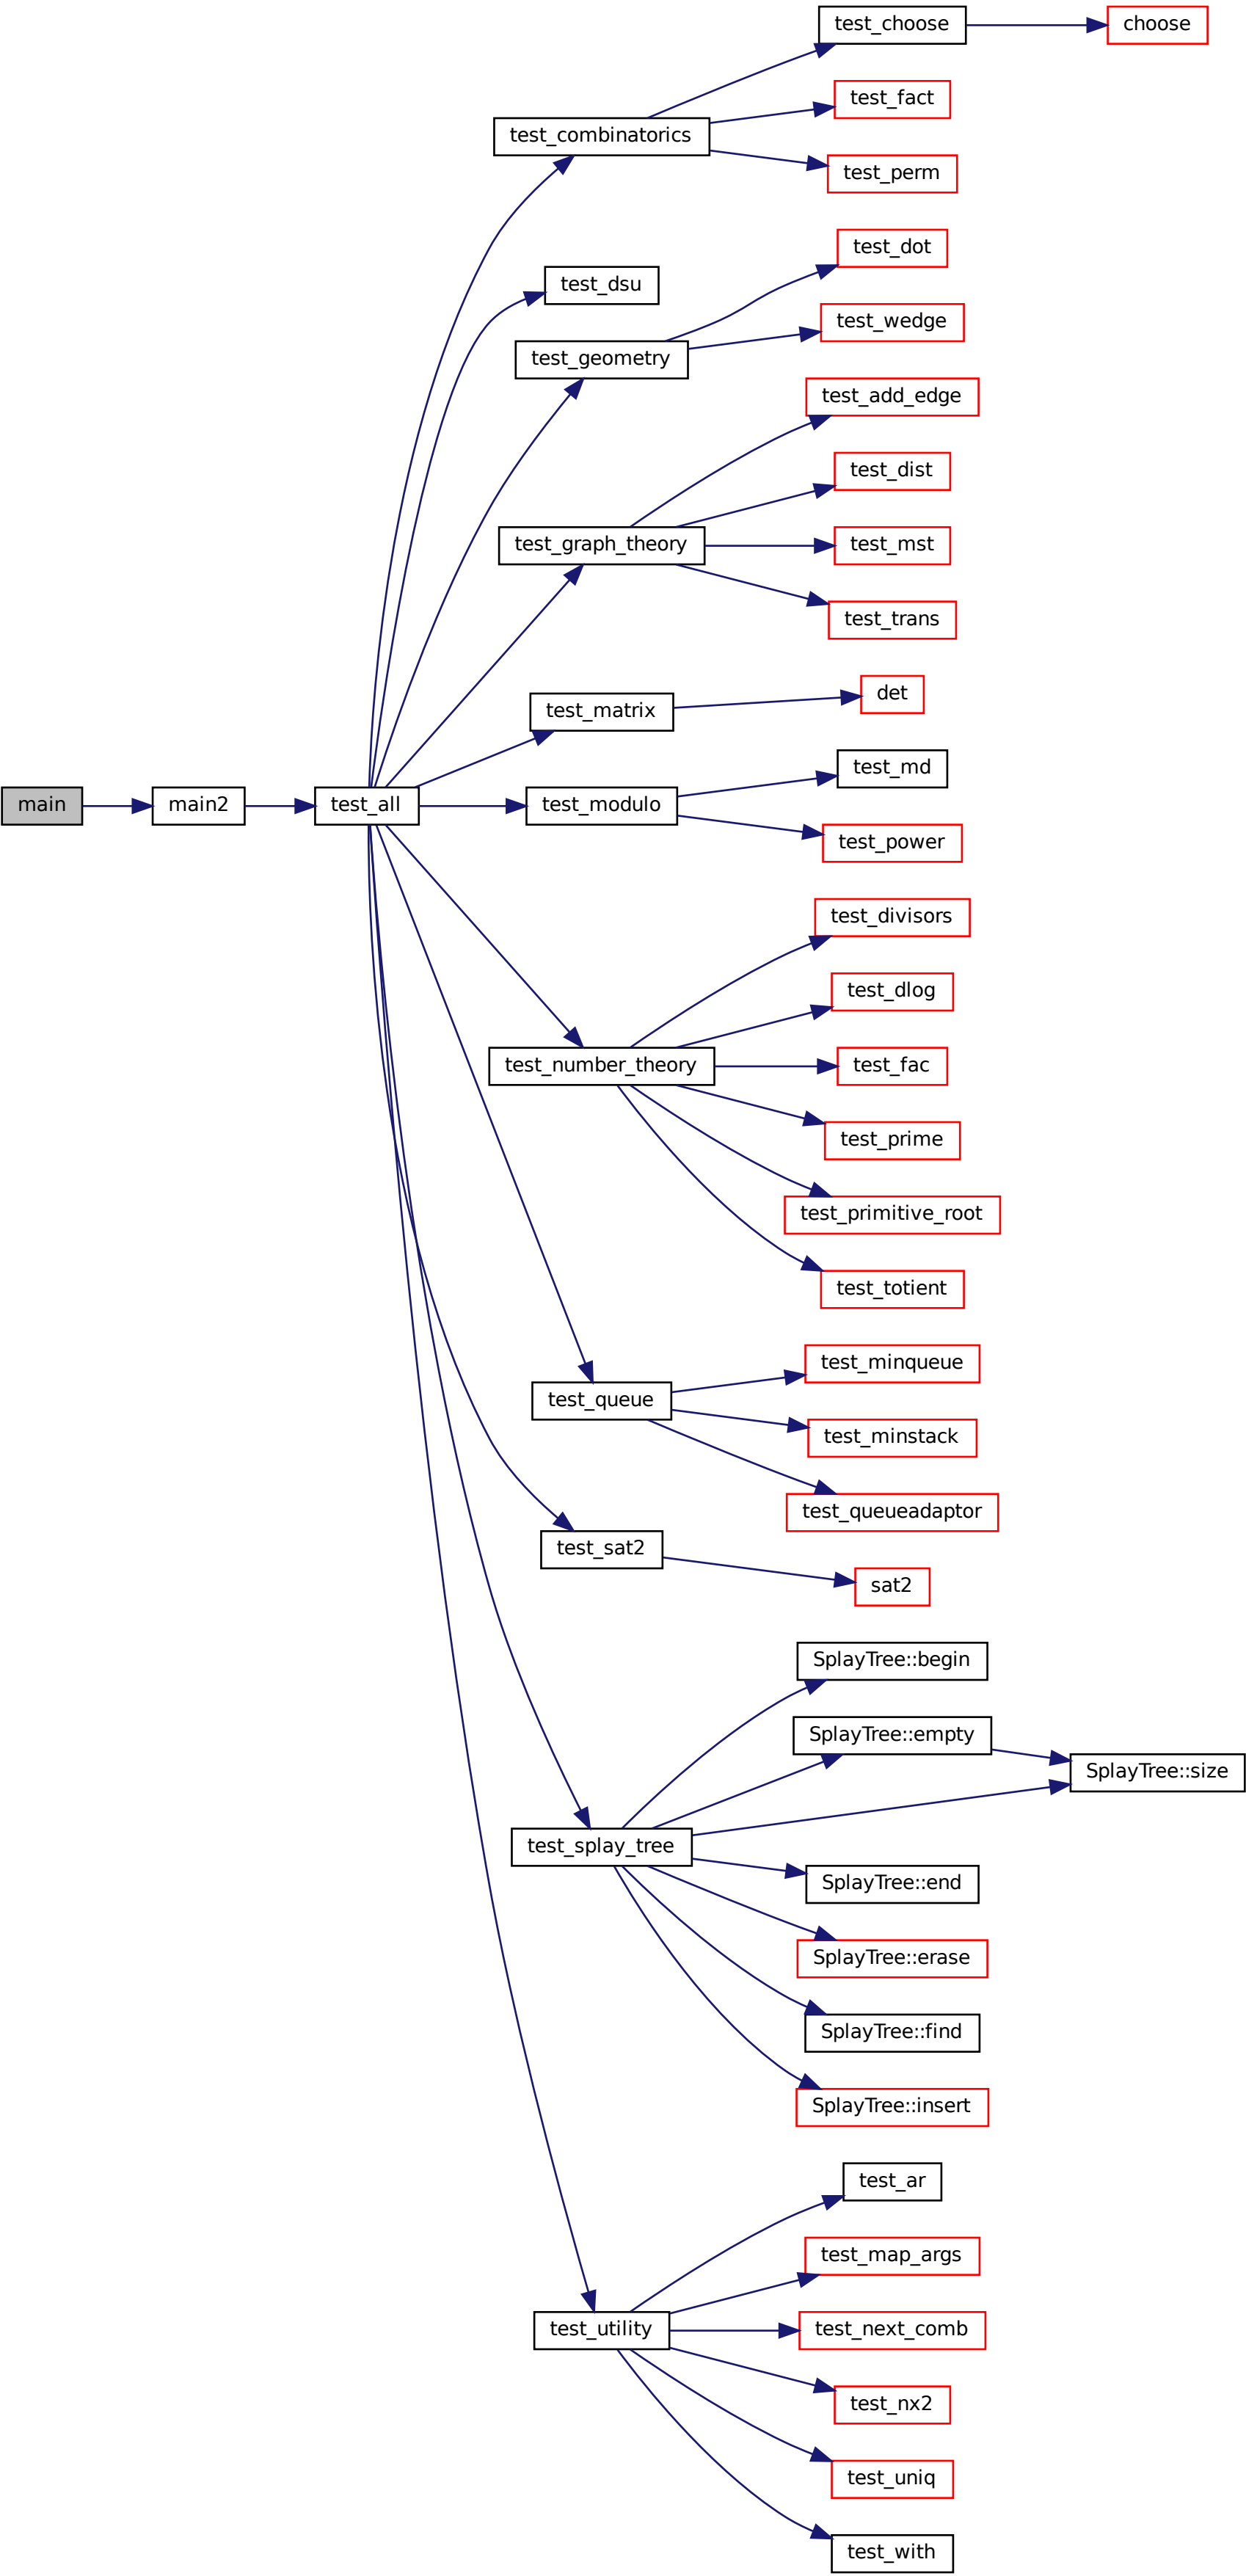 test_choose
choose
test_fact
test_combinatorics
test_perm
test_dot
test_dsu
test_wedge
test_geometry
test_add_edge
test_dist
test_graph_theory
test_mst
test_trans
det
test_matrix
test_md
main
main2
test_all
test_modulo
test_power
test_divisors
test_dlog
test_number_theory
test_fac
test_prime
test_primitive_root
test_totient
test_minqueue
test_queue
test_minstack
test_queueadaptor
test_sat2
sat2
SplayTree::begin
SplayTree::empty
SplayTree::size
test_splay_tree
SplayTree::end
SplayTree::erase
SplayTree::find
SplayTree::insert
test_ar
test_map_args
test_utility
test_next_comb
test_nx2
test_uniq
test_with